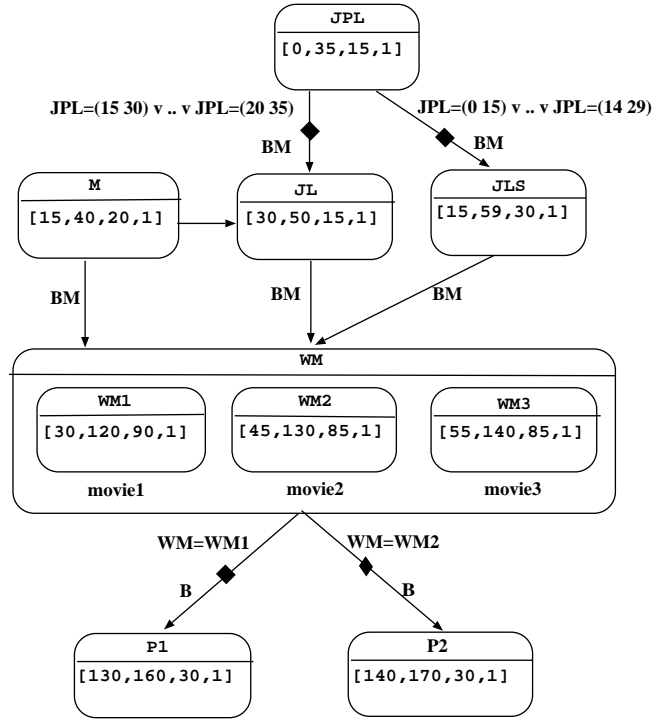 JPL
[0,35,15,1]
JPL=(15 30) v .. v JPL=(20 35)
JPL=(0 15) v .. v JPL=(14 29)
BM
BM
M
[15,40,20,1]
JL
[30,50,15,1]
JLS
[15,59,30,1]
BM
BM
BM
WM
WM1
[30,120,90,1]
WM2
[45,130,85,1]
WM3
[55,140,85,1]
movie1
movie2
movie3
WM=WM1
WM=WM2
B
B
P1
[130,160,30,1]
P2
[140,170,30,1]